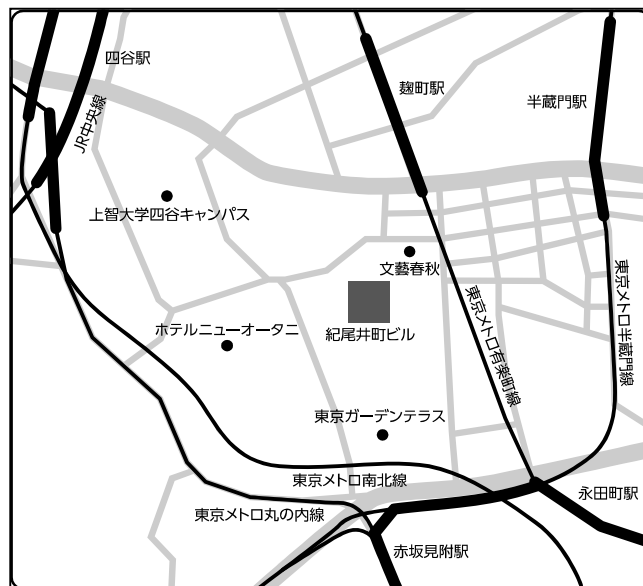 四谷駅
麹町駅
半蔵門駅
JR中央線
上智大学四谷キャンパス
文藝春秋
東京メトロ有楽町線
東京メトロ半蔵門線
ホテルニューオータニ
紀尾井町ビル
東京ガーデンテラス
東京メトロ南北線
永田町駅
東京メトロ丸の内線
赤坂見附駅